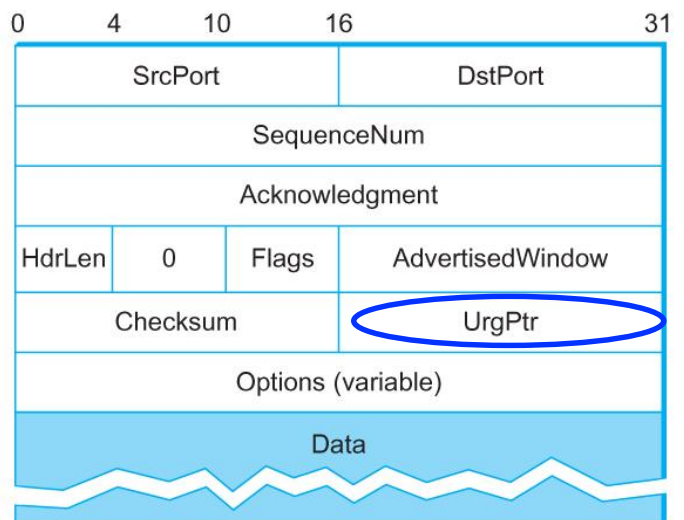 0 4 10 16 31
SrcPort DstPort
SequenceNum
Acknowledgment
HdrLen 0 Flags AdvertisedWindow
Checksum UrgPtr
Options (variable)
Data